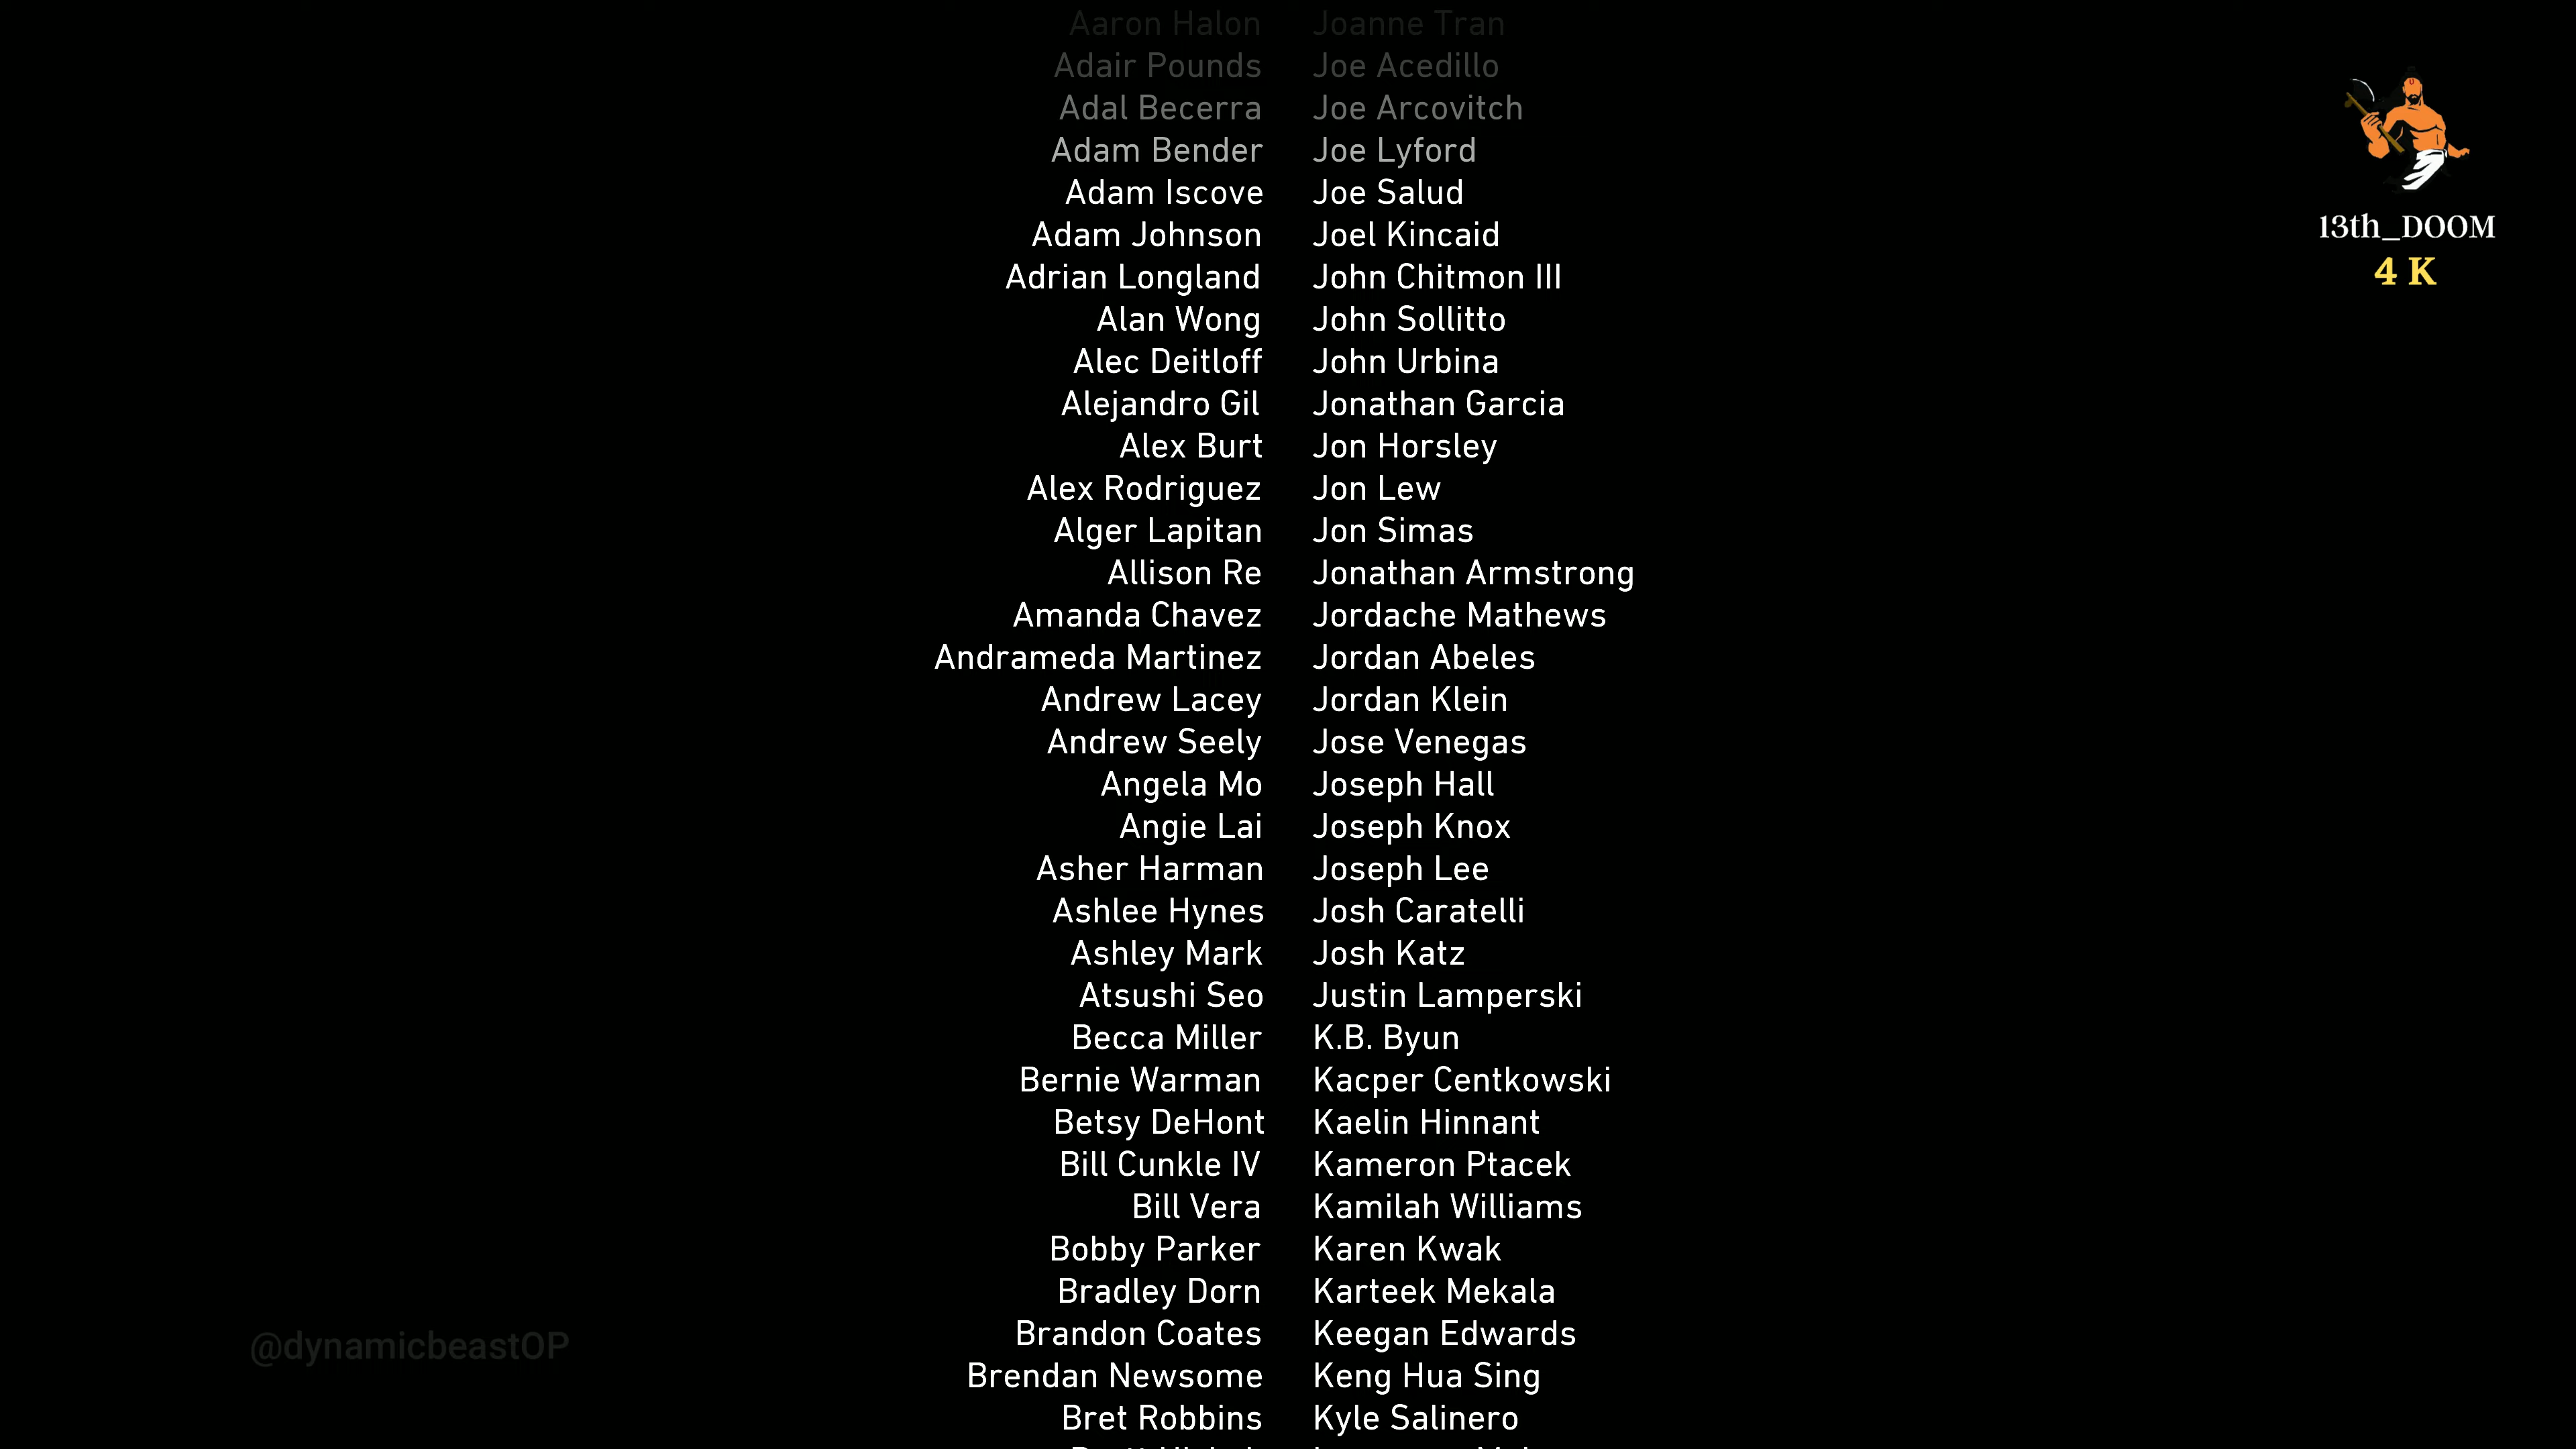 Aaron Halon Joanne Tran
Adair Pounds Joe Acedillo
Adal Becerra Joe Arcovitch
Adam Bender Joe Lyford
Adam Iscove Joe Salud
Adam Johnson Joel Kincaid
Adrian Longland John Chitmon III
Alan Wong John Sollitto
Alec Deitloff John Urbina
Alejandro Gil Jonathan Garcia
Alex Burt Jon Horsley
Alex Rodriguez Jon Lew
Alger Lapitan Jon Simas
Allison Re Jonathan Armstrong
Amanda Chavez Jordache Mathews
Andrameda Martinez Jordan Abeles
Andrew Lacey Jordan Klein
Andrew Seely Jose Venegas
Angela Mo Joseph Hall
Angie Lai Joseph Knox
Asher Harman Joseph Lee
Ashlee Hynes Josh Caratelli
Ashley Mark Josh Katz
Atsushi Seo Justin Lamperski
Becca Miller K.B. Byun
Bernie Warman Kacper Centkowski
Betsy DeHont Kaelin Hinnant
Bill Cunkle IV Kameron Ptacek
Bill Vera Kamilah Williams
Bobby Parker Karen Kwak
Bradley Dorn Karteek Mekala
Brandon Coates Keegan Edwards
Brendan Newsome Keng Hua Sing
Bret Robbins Kyle Salinero
13th_DOOM
4 K
@dynamicbeastOP